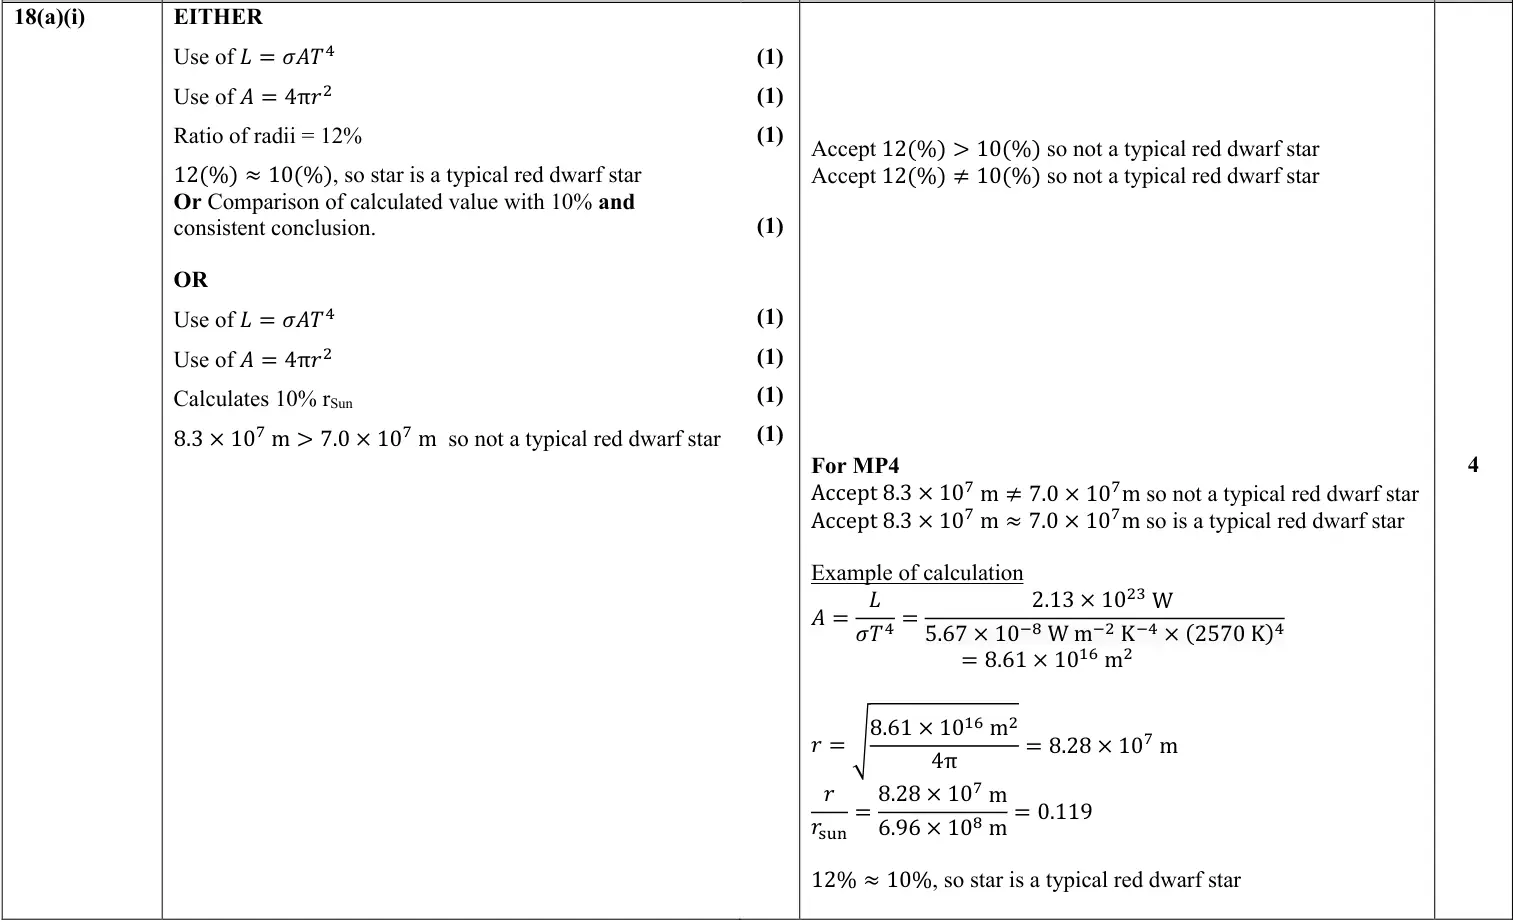 18(a)(i)
EITHER
Use of L = σAT⁴ (1)
Use of A = 4πr² (1)
Ratio of radii = 12% (1)
12(%) ≈ 10(%), so star is a typical red dwarf star
Or Comparison of calculated value with 10% and
consistent conclusion. (1)
OR
Use of L = σAT⁴ (1)
Use of A = 4πr² (1)
Calculates 10% rSun (1)
8.3 × 10⁷ m > 7.0 × 10⁷ m so not a typical red dwarf star (1)
Accept 12(%) > 10(%) so not a typical red dwarf star
Accept 12(%) ≠ 10(%) so not a typical red dwarf star
For MP4
Accept 8.3 × 10⁷ m ≠ 7.0 × 10⁷m so not a typical red dwarf star
Accept 8.3 × 10⁷ m ≈ 7.0 × 10⁷m so is a typical red dwarf star
Example of calculation
A = L / σT⁴ = 2.13 × 10²³ W / 5.67 × 10⁻⁸ W m⁻² K⁻⁴ × (2570 K)⁴
= 8.61 × 10¹⁶ m²
r = √(8.61 × 10¹⁶ m² / 4π) = 8.28 × 10⁷ m
r / rsun = 8.28 × 10⁷ m / 6.96 × 10⁸ m = 0.119
12% ≈ 10%, so star is a typical red dwarf star
4